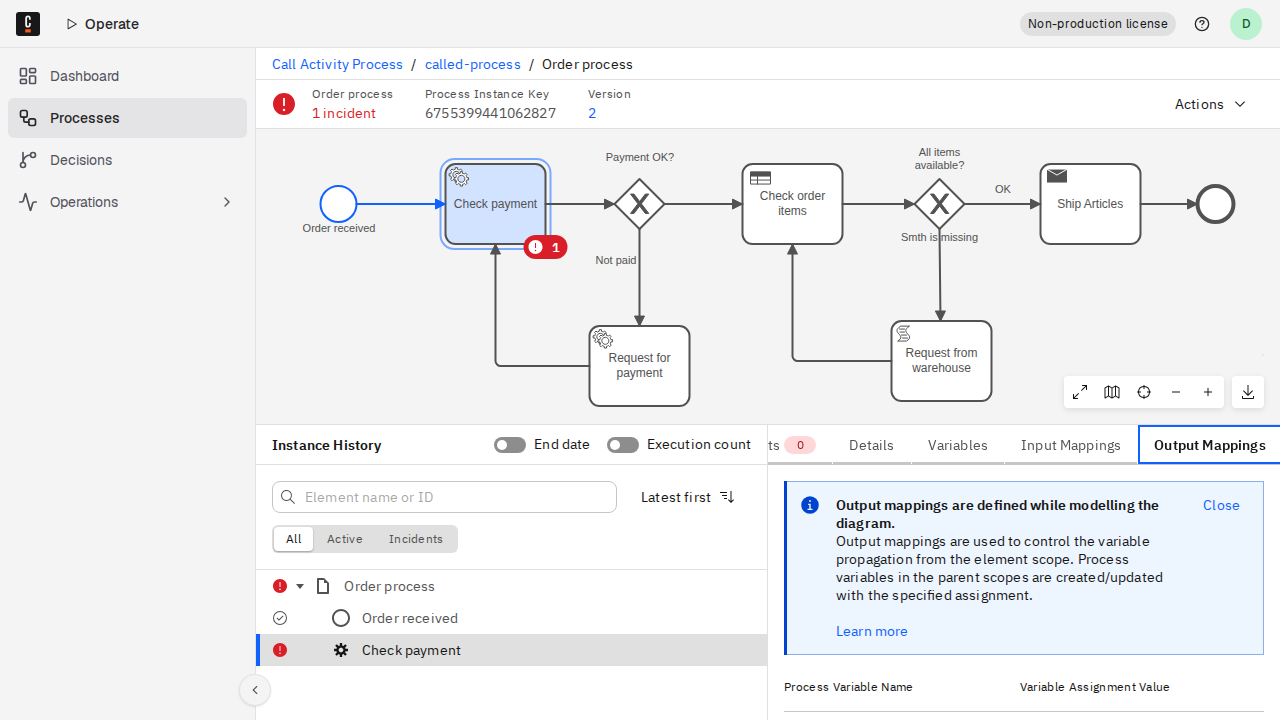 C Operate
Non-production license
D
Dashboard
Processes
Decisions
Operations
Call Activity Process / called-process / Order process
Order process
1 incident
Process Instance Key
6755399441062827
Version
2
Actions
Order received
Check payment
1
Payment OK?
Not paid
Request for
payment
Check order
items
All items
available?
OK
Smth is missing
Request from
warehouse
Ship Articles
Instance History
End date
Execution count
Element name or ID
Latest first
All
Active
Incidents
Order process
Order received
Check payment
ts 0
Details
Variables
Input Mappings
Output Mappings
Output mappings are defined while modelling the
diagram.
Close
Output mappings are used to control the variable
propagation from the element scope. Process
variables in the parent scopes are created/updated
with the specified assignment.
Learn more
Process Variable Name
Variable Assignment Value